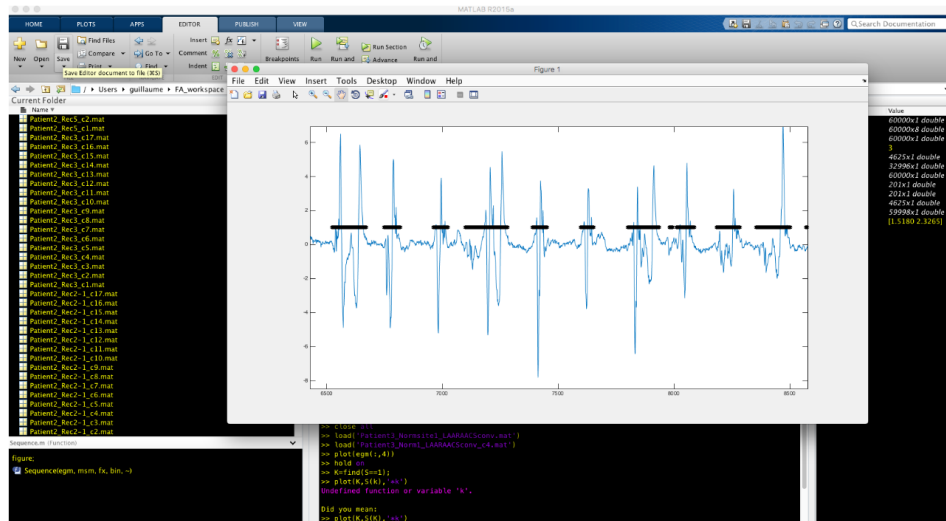 MATLAB R2015a
HOME PLOTS APPS EDITOR PUBLISH VIEW
Search Documentation
New Open Save
Find Files
Compare
Print
Go To
Find
Insert fx
Comment
Indent
Breakpoints Run Run and Run Section Run and
Advance
Save Editor document to file (⌘S)
EDIT
/ Users guillaume FA_workspace
Current Folder
Name
Patient2_Rec5_c2.mat
Patient2_Rec5_c1.mat
Patient2_Rec3_c17.mat
Patient2_Rec3_c16.mat
Patient2_Rec3_c15.mat
Patient2_Rec3_c14.mat
Patient2_Rec3_c13.mat
Patient2_Rec3_c12.mat
Patient2_Rec3_c11.mat
Patient2_Rec3_c10.mat
Patient2_Rec3_c9.mat
Patient2_Rec3_c8.mat
Patient2_Rec3_c7.mat
Patient2_Rec3_c6.mat
Patient2_Rec3_c5.mat
Patient2_Rec3_c4.mat
Patient2_Rec3_c3.mat
Patient2_Rec3_c2.mat
Patient2_Rec3_c1.mat
Patient2_Rec2-1_c17.mat
Patient2_Rec2-1_c16.mat
Patient2_Rec2-1_c15.mat
Patient2_Rec2-1_c14.mat
Patient2_Rec2-1_c13.mat
Patient2_Rec2-1_c12.mat
Patient2_Rec2-1_c11.mat
Patient2_Rec2-1_c10.mat
Patient2_Rec2-1_c9.mat
Patient2_Rec2-1_c8.mat
Patient2_Rec2-1_c7.mat
Patient2_Rec2-1_c6.mat
Patient2_Rec2-1_c5.mat
Patient2_Rec2-1_c4.mat
Patient2_Rec2-1_c3.mat
Patient2_Rec2-1_c2.mat
Sequence.m (Function)
figure;
Sequence(egm, msm, fx, bin, ~)
Figure 1
File Edit View Insert Tools Desktop Window Help
6
4
2
0
-2
-4
-6
-8
6500 7000 7500 8000 8500
>> close all
>> load('Patient3_Normsite1_LAARAACSconv.mat')
>> load('Patient3_Norm1_LAARAACSconv_c4.mat')
>> plot(egm(:,4))
>> hold on
>> K=find(S==1);
>> plot(K,S(k),'*k')
Undefined function or variable 'k'.
Did you mean:
>> plot(K,S(K),'*k')
Value
60000x1 double
60000x8 double
60000x1 double
3
4625x1 double
32996x1 double
60000x1 double
201x1 double
201x1 double
4625x1 double
59998x1 double
[1.5180 2.3265]